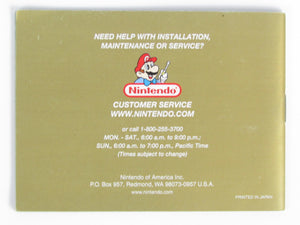 NEED HELP WITH INSTALLATION,
MAINTENANCE OR SERVICE?
Nintendo
CUSTOMER SERVICE
WWW.NINTENDO.COM
or call 1-800-255-3700
MON. - SAT., 6:00 a.m. to 9:00 p.m.;
SUN., 6:00 a.m. to 7:00 p.m., Pacific Time
(Times subject to change)
Nintendo of America Inc.
P.O. Box 957, Redmond, WA 98073-0957 U.S.A.
www.nintendo.com
PRINTED IN JAPAN